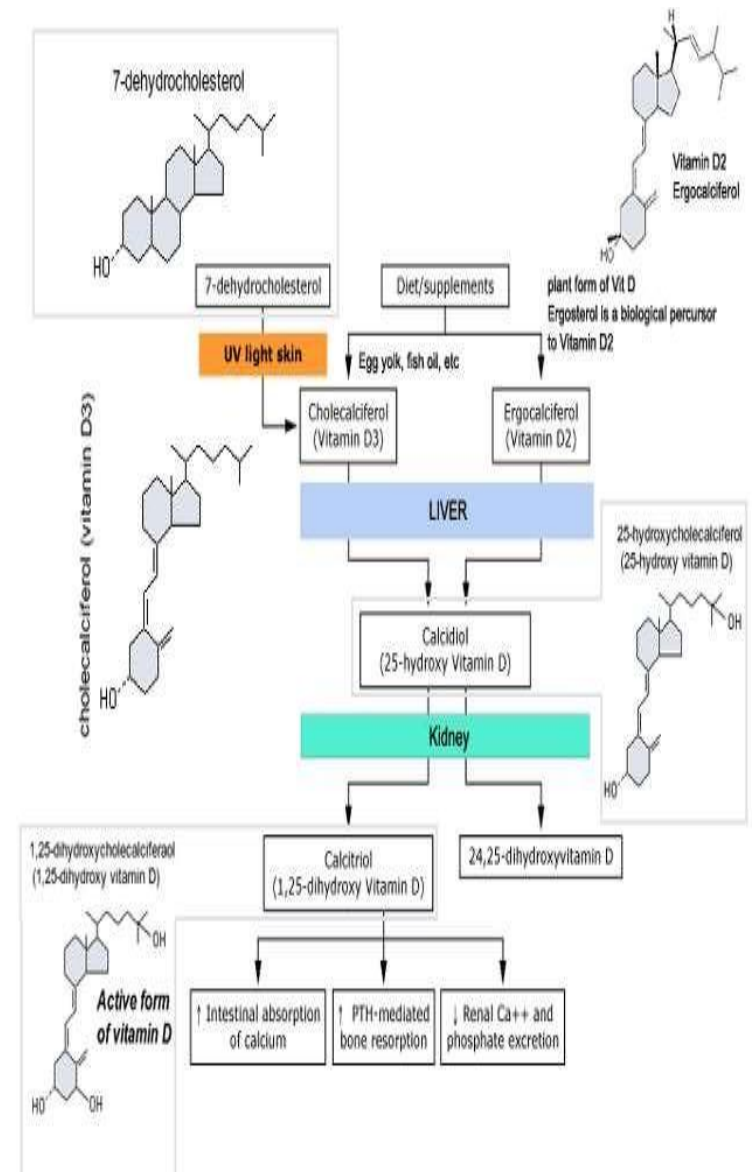 7-dehydrocholesterol
HO
7-dehydrocholesterol
UV light skin
Diet/supplements
Egg yolk, fish oil, etc
H
HO
Vitamin D2
Ergocalciferol
plant form of Vit D
Ergosterol is a biological percursor
to Vitamin D2
cholecalciferol (vitamin D3)
HO
Cholecalciferol
(Vitamin D3)
Ergocalciferol
(Vitamin D2)
LIVER
25-hydroxycholecalciferol
(25-hydroxy vitamin D)
OH
HO
Calcidiol
(25-hydroxy Vitamin D)
Kidney
1,25-dihydroxycholecalciferaol
(1,25-dihydroxy vitamin D)
OH
Active form
of vitamin D
HO
OH
Calcitriol
(1,25-dihydroxy Vitamin D)
24,25-dihydroxyvitamin D
↑ Intestinal absorption
of calcium
↑ PTH-mediated
bone resorption
↓ Renal Ca++ and
phosphate excretion